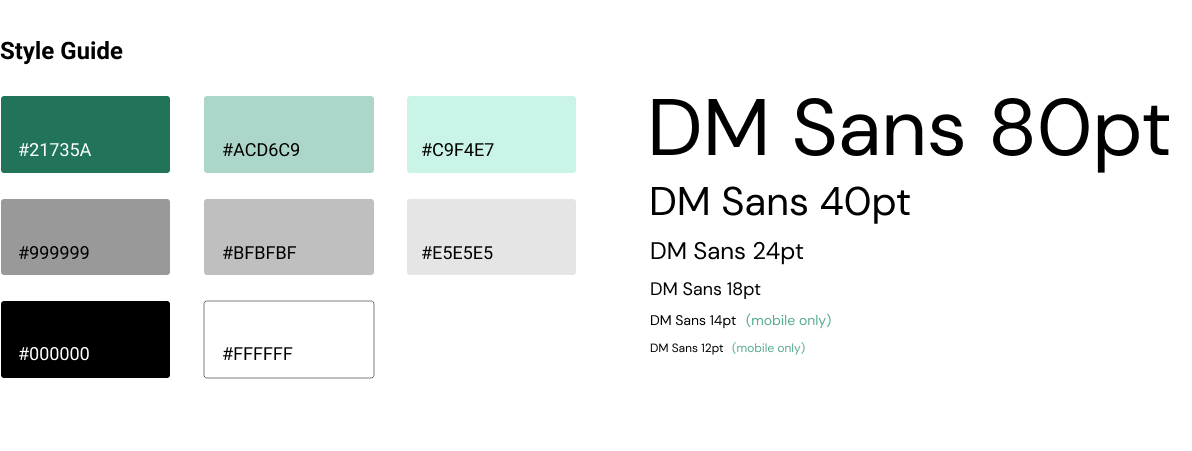 Style Guide
#21735A
#ACD6C9
#C9F4E7
#999999
#BFBFBF
#E5E5E5
#000000
#FFFFFF
DM Sans 80pt
DM Sans 40pt
DM Sans 24pt
DM Sans 18pt
DM Sans 14pt (mobile only)
DM Sans 12pt (mobile only)